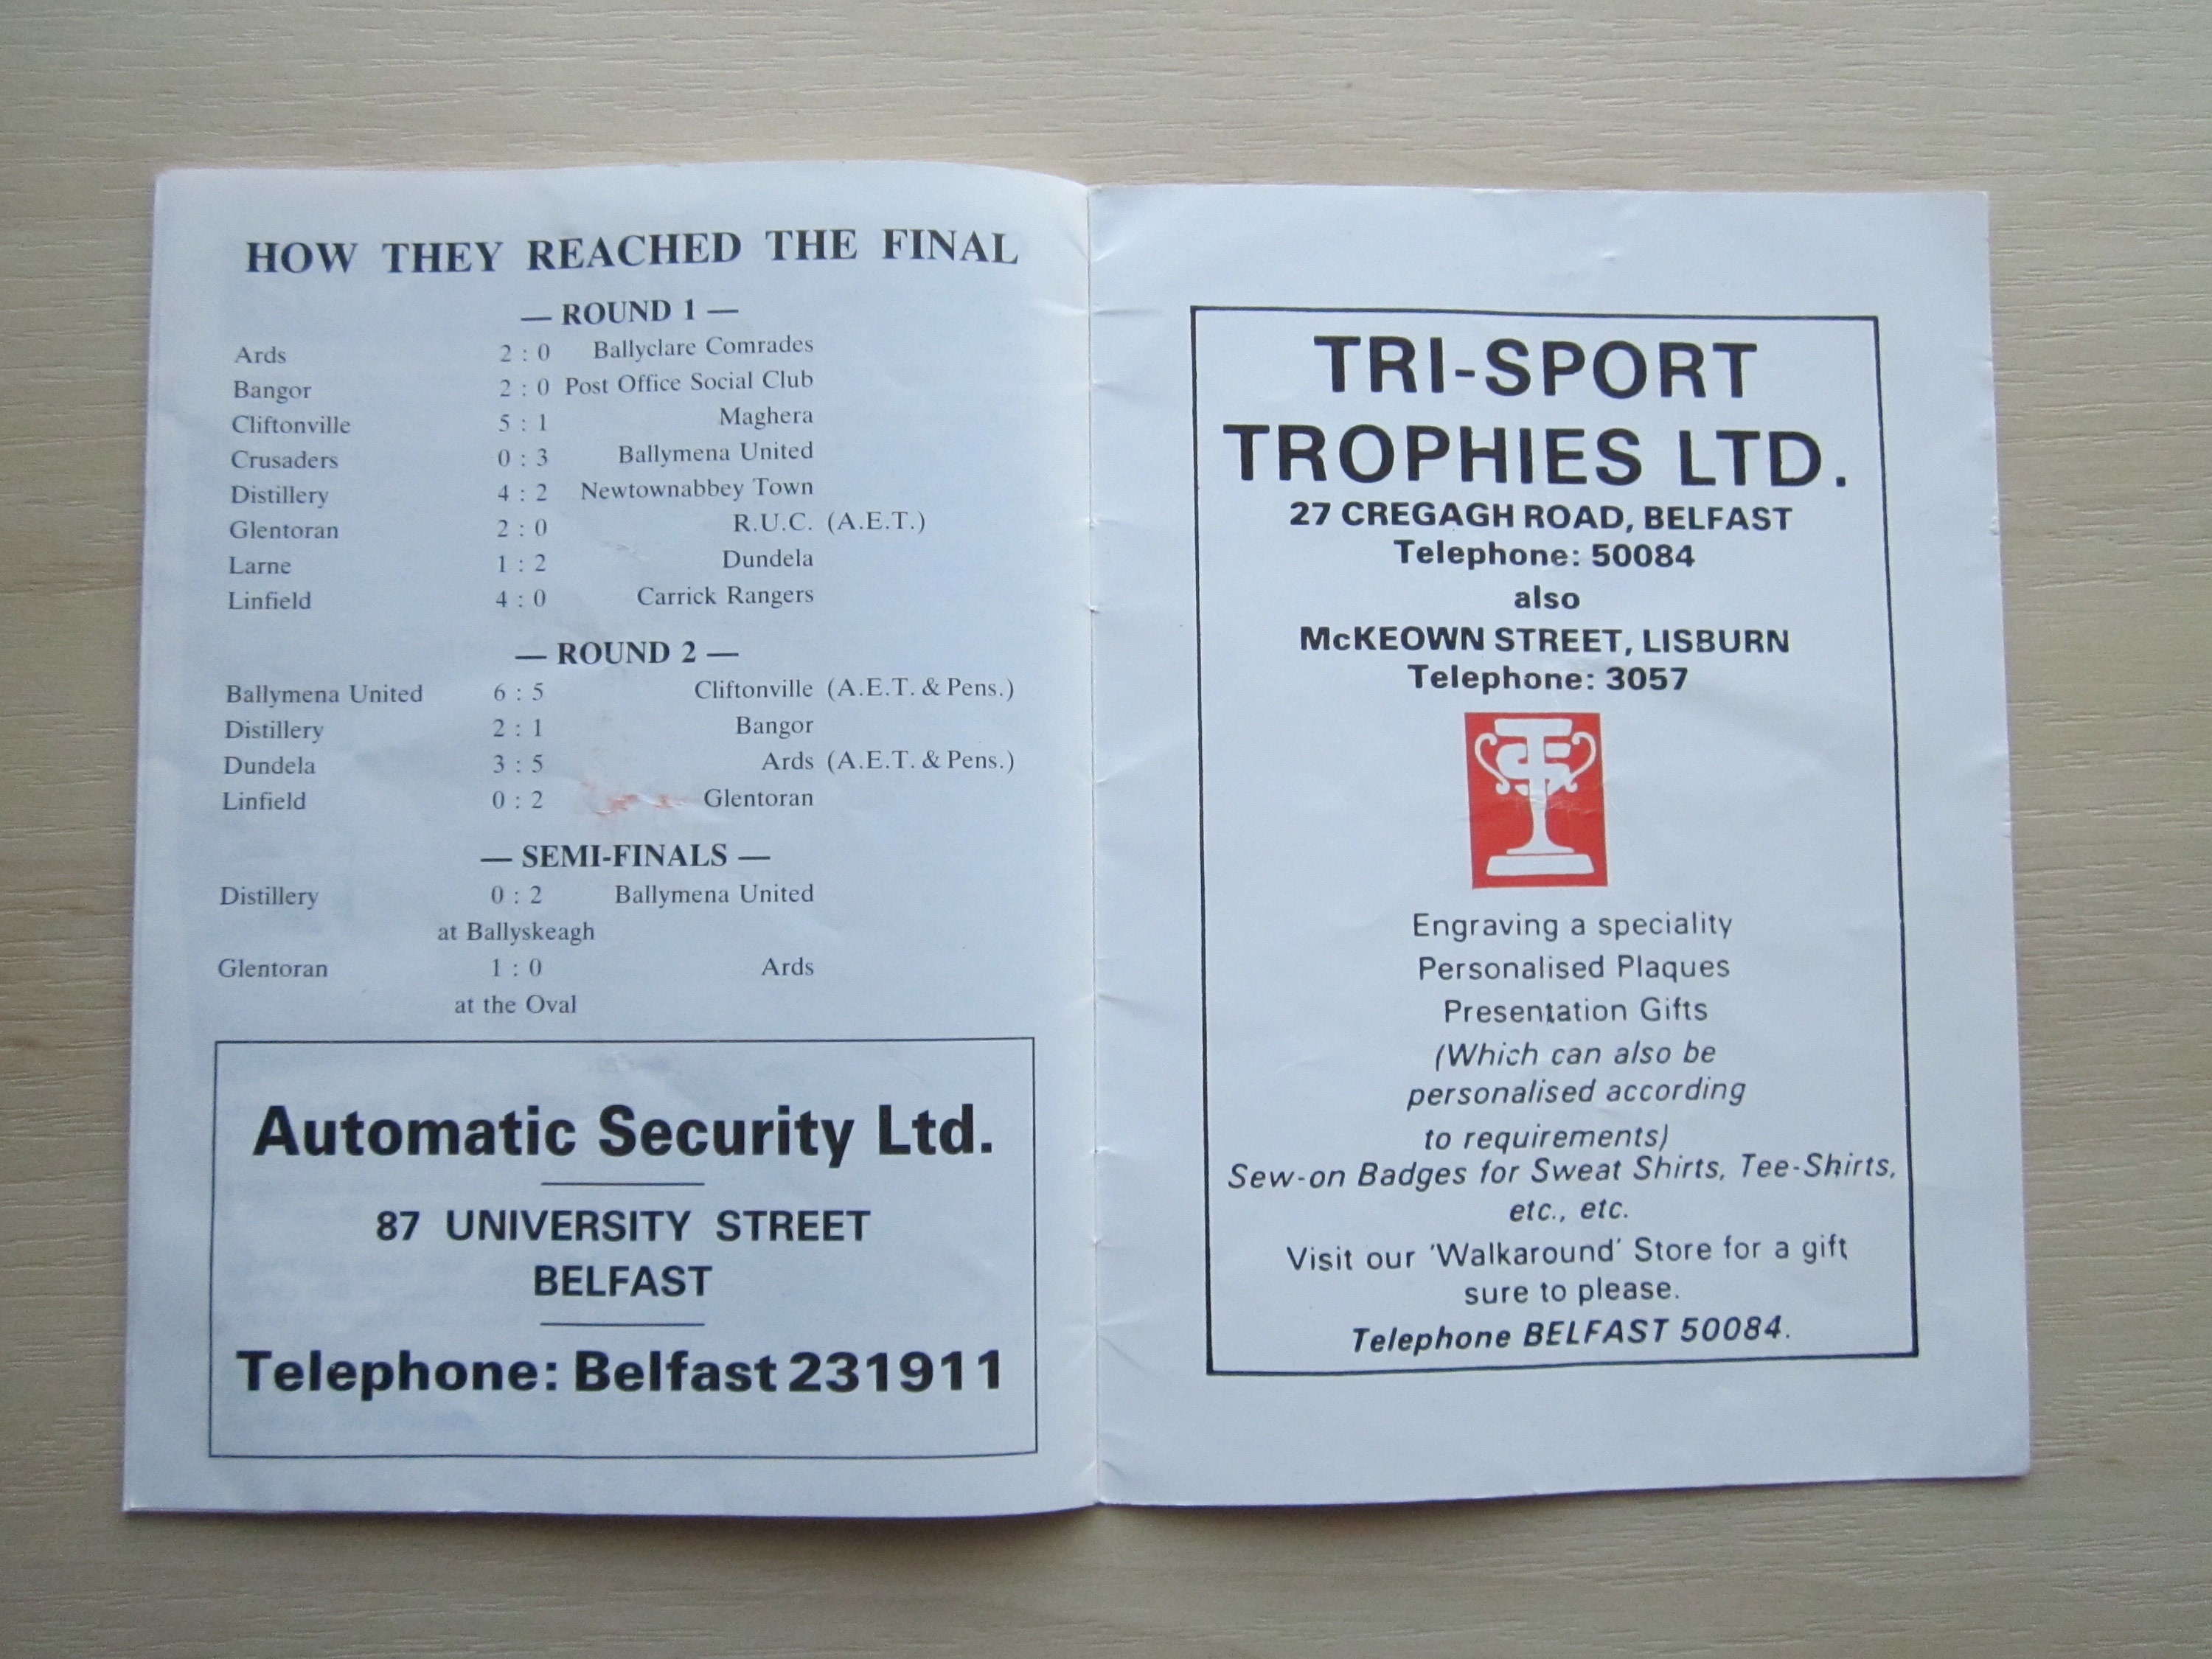 HOW THEY REACHED THE FINAL
— ROUND 1 —
Ards 2 : 0 Ballyclare Comrades
Bangor 2 : 0 Post Office Social Club
Cliftonville 5 : 1 Maghera
Crusaders 0 : 3 Ballymena United
Distillery 4 : 2 Newtownabbey Town
Glentoran 2 : 0 R.U.C. (A.E.T.)
Larne 1 : 2 Dundela
Linfield 4 : 0 Carrick Rangers
— ROUND 2 —
Ballymena United 6 : 5 Cliftonville (A.E.T. & Pens.)
Distillery 2 : 1 Bangor
Dundela 3 : 5 Ards (A.E.T. & Pens.)
Linfield 0 : 2 Glentoran
— SEMI-FINALS —
Distillery 0 : 2 Ballymena United
at Ballyskeagh
Glentoran 1 : 0 Ards
at the Oval
Automatic Security Ltd.
87 UNIVERSITY STREET
BELFAST
Telephone: Belfast 231911
TRI-SPORT
TROPHIES LTD.
27 CREGAGH ROAD, BELFAST
Telephone: 50084
also
McKEOWN STREET, LISBURN
Telephone: 3057
Engraving a speciality
Personalised Plaques
Presentation Gifts
(Which can also be
personalised according
to requirements)
Sew-on Badges for Sweat Shirts, Tee-Shirts,
etc., etc.
Visit our 'Walkaround' Store for a gift
sure to please.
Telephone BELFAST 50084.